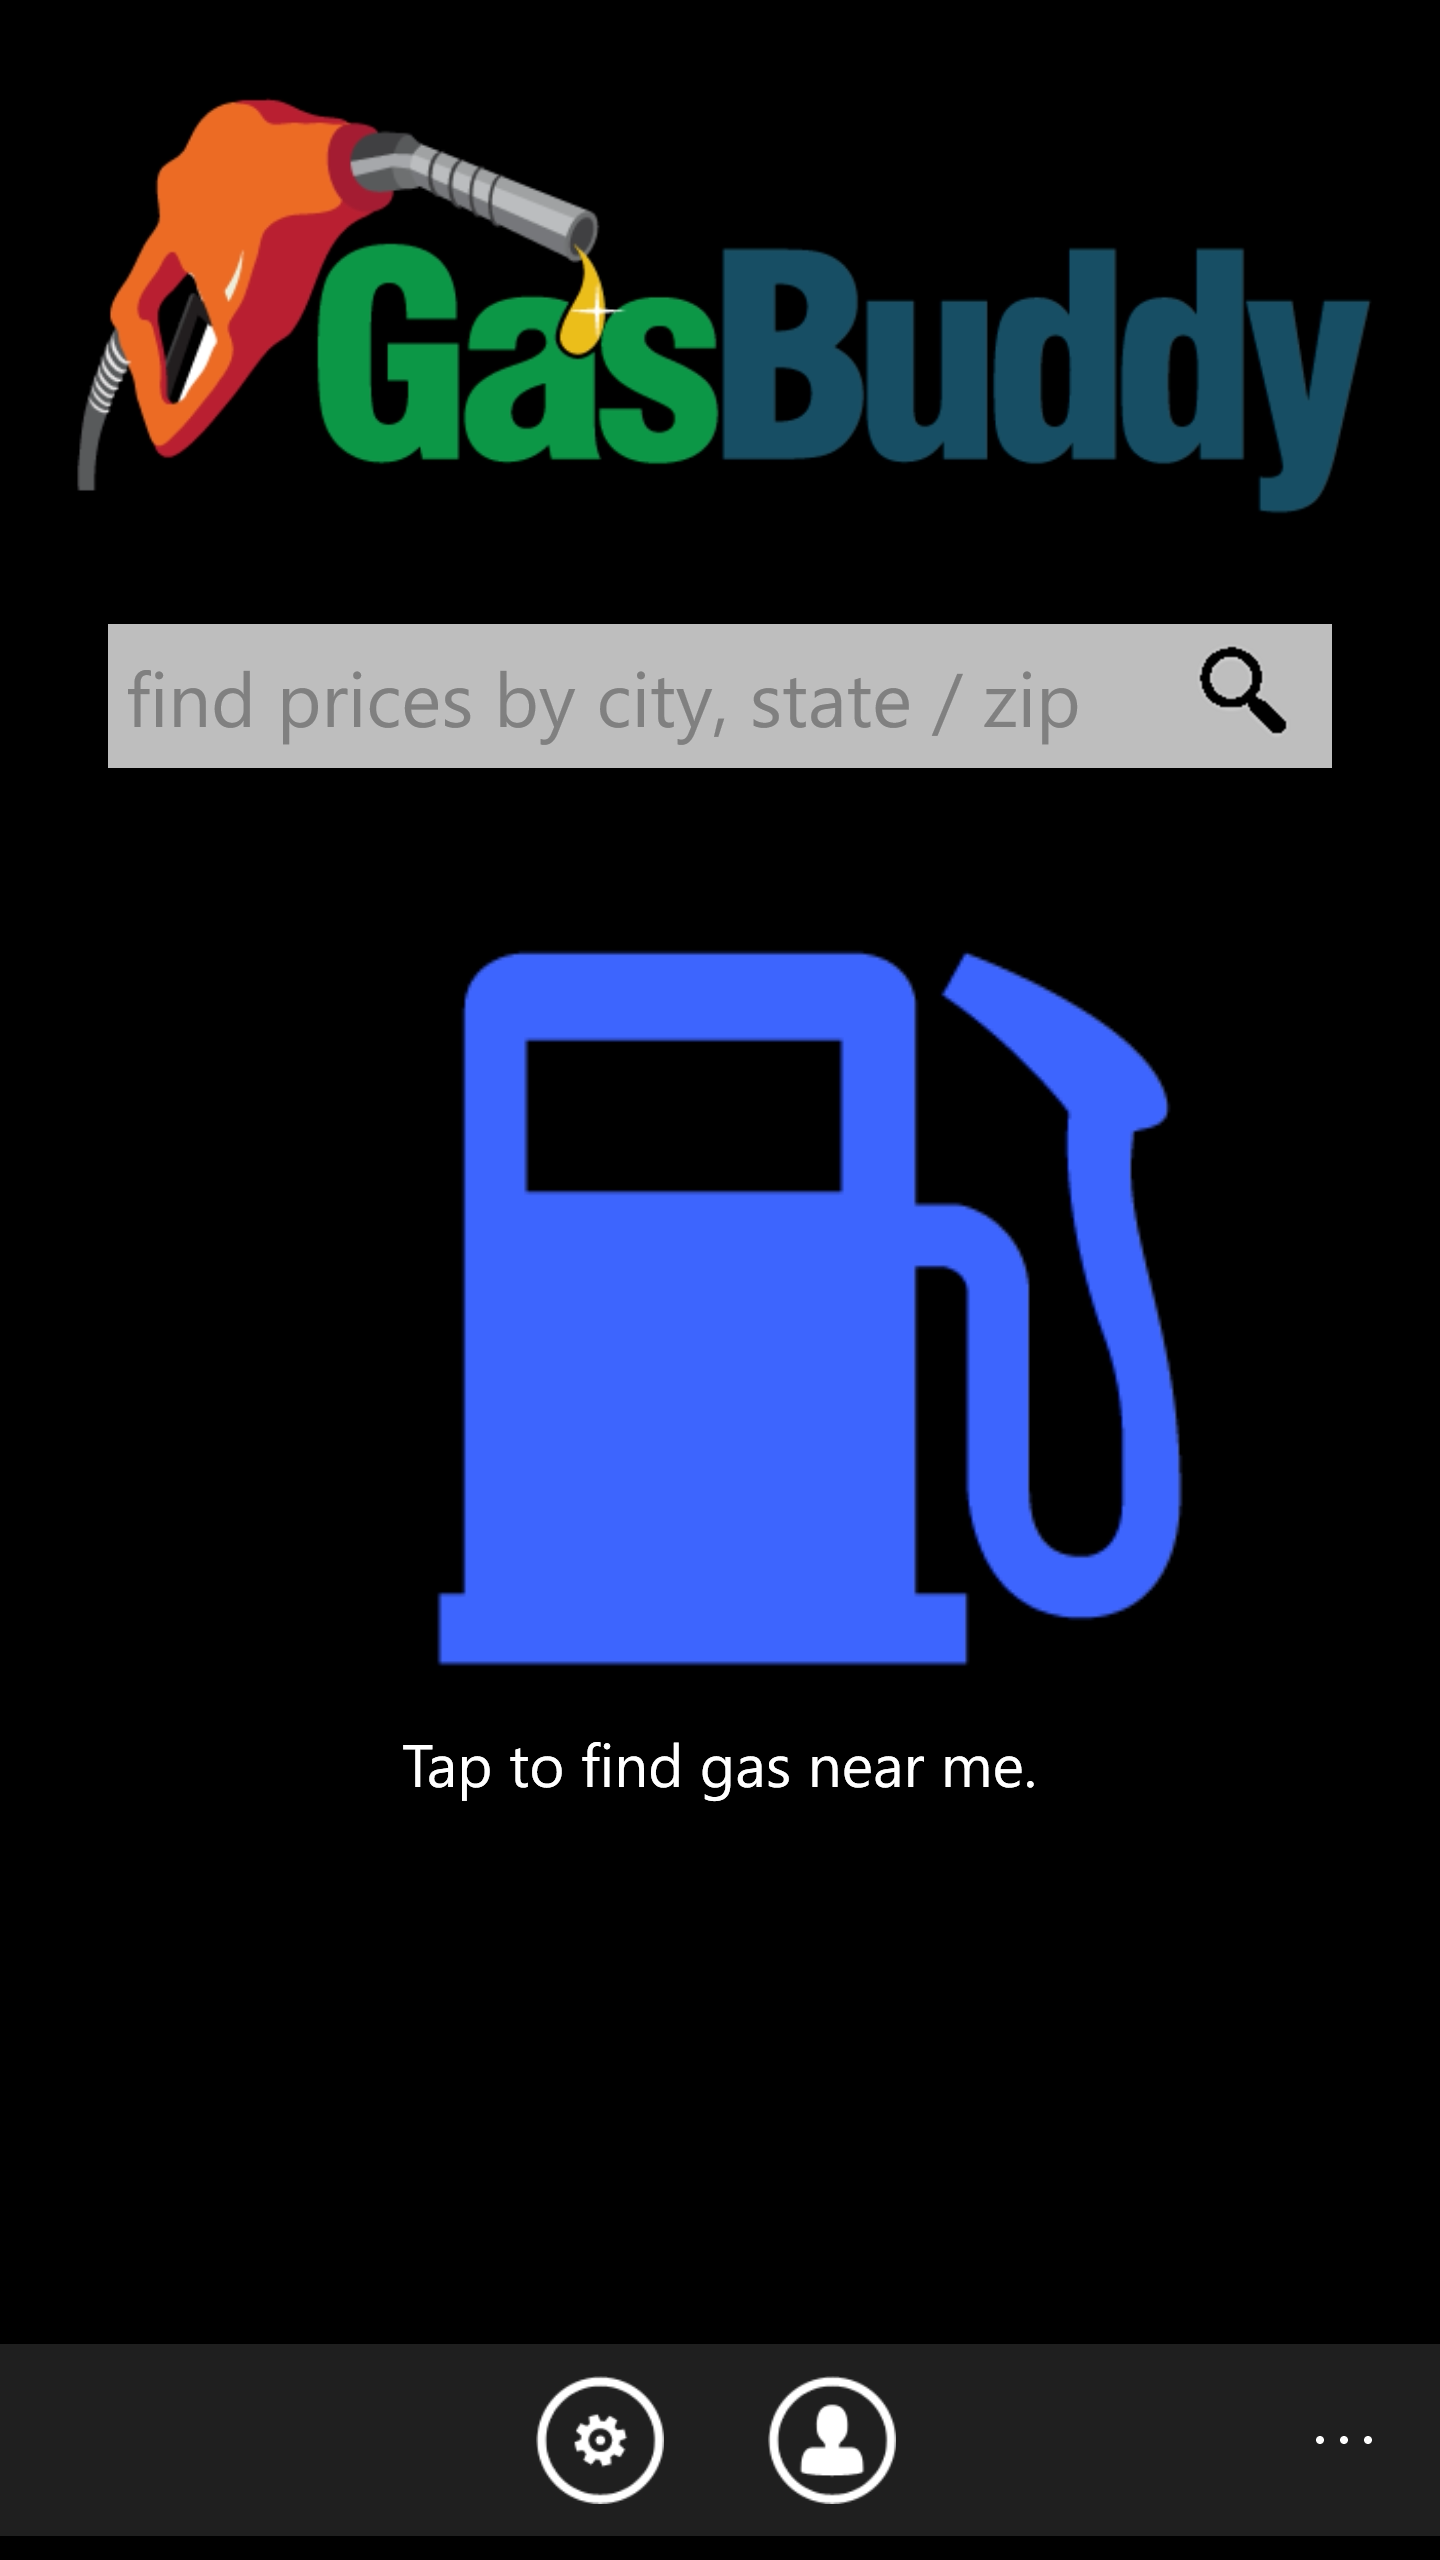 GasBuddy
find prices by city, state / zip
Tap to find gas near me.